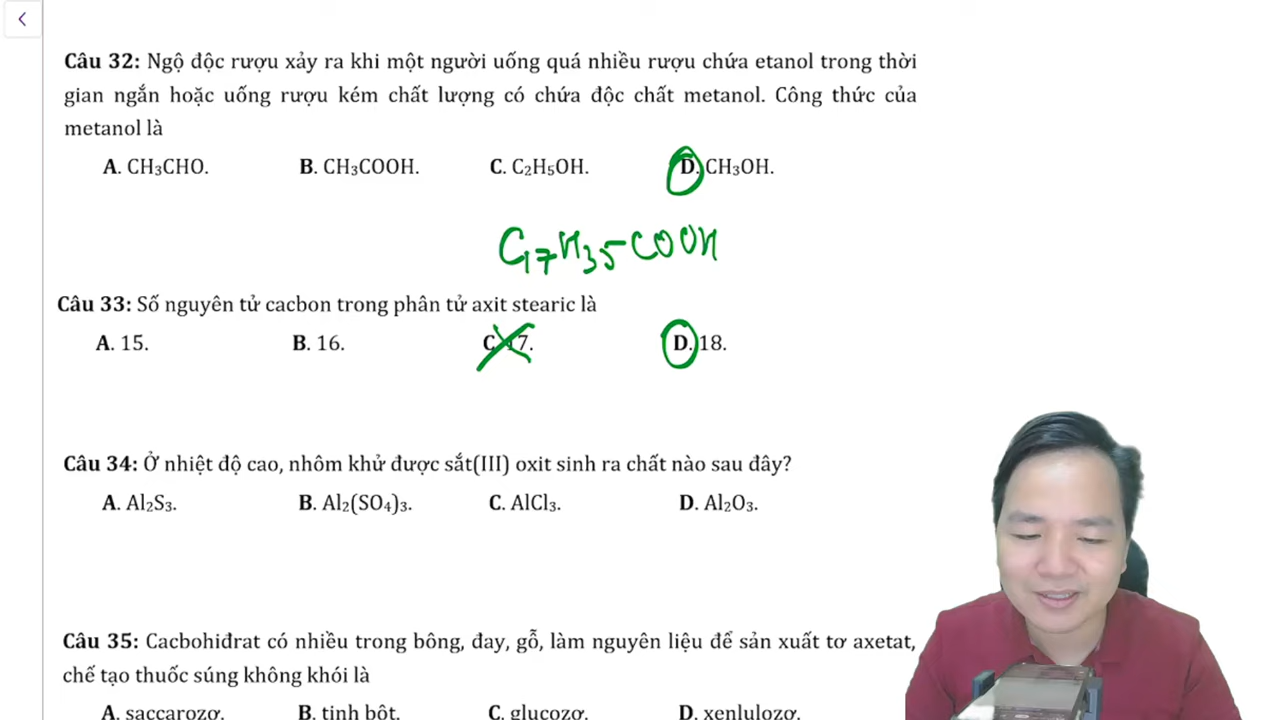 Câu 32: Ngộ độc rượu xảy ra khi một người uống quá nhiều rượu chứa etanol trong thời
gian ngắn hoặc uống rượu kém chất lượng có chứa độc chất metanol. Công thức của
metanol là
A. CH₃CHO. B. CH₃COOH. C. C₂H₅OH. D. CH₃OH.
C₁₇H₃₅COOH
Câu 33: Số nguyên tử cacbon trong phân tử axit stearic là
A. 15. B. 16. C. 17. D. 18.
Câu 34: Ở nhiệt độ cao, nhôm khử được sắt(III) oxit sinh ra chất nào sau đây?
A. Al₂S₃. B. Al₂(SO₄)₃. C. AlCl₃. D. Al₂O₃.
Câu 35: Cacbohiđrat có nhiều trong bông, đay, gỗ, làm nguyên liệu để sản xuất tơ axetat,
chế tạo thuốc súng không khói là
A. saccarozơ. B. tinh bột. C. glucozơ. D. xenlulozơ.